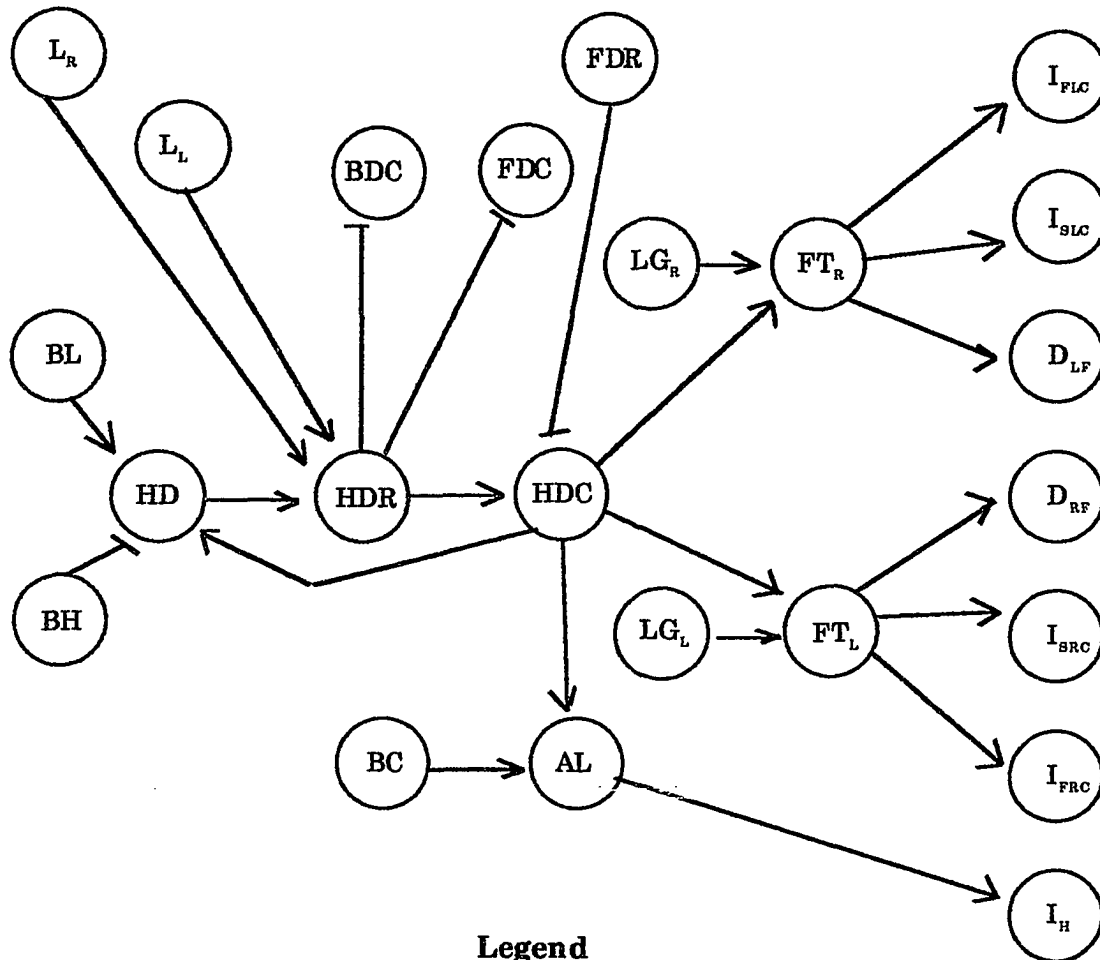 L_R
FDR
I_FLC
L_L
BDC
FDC
I_SLC
LG_R
FT_R
BL
D_LF
HD
HDR
HDC
D_RF
BH
LG_L
FT_L
I_SRC
BC
AL
I_FRC
I_H
Legend